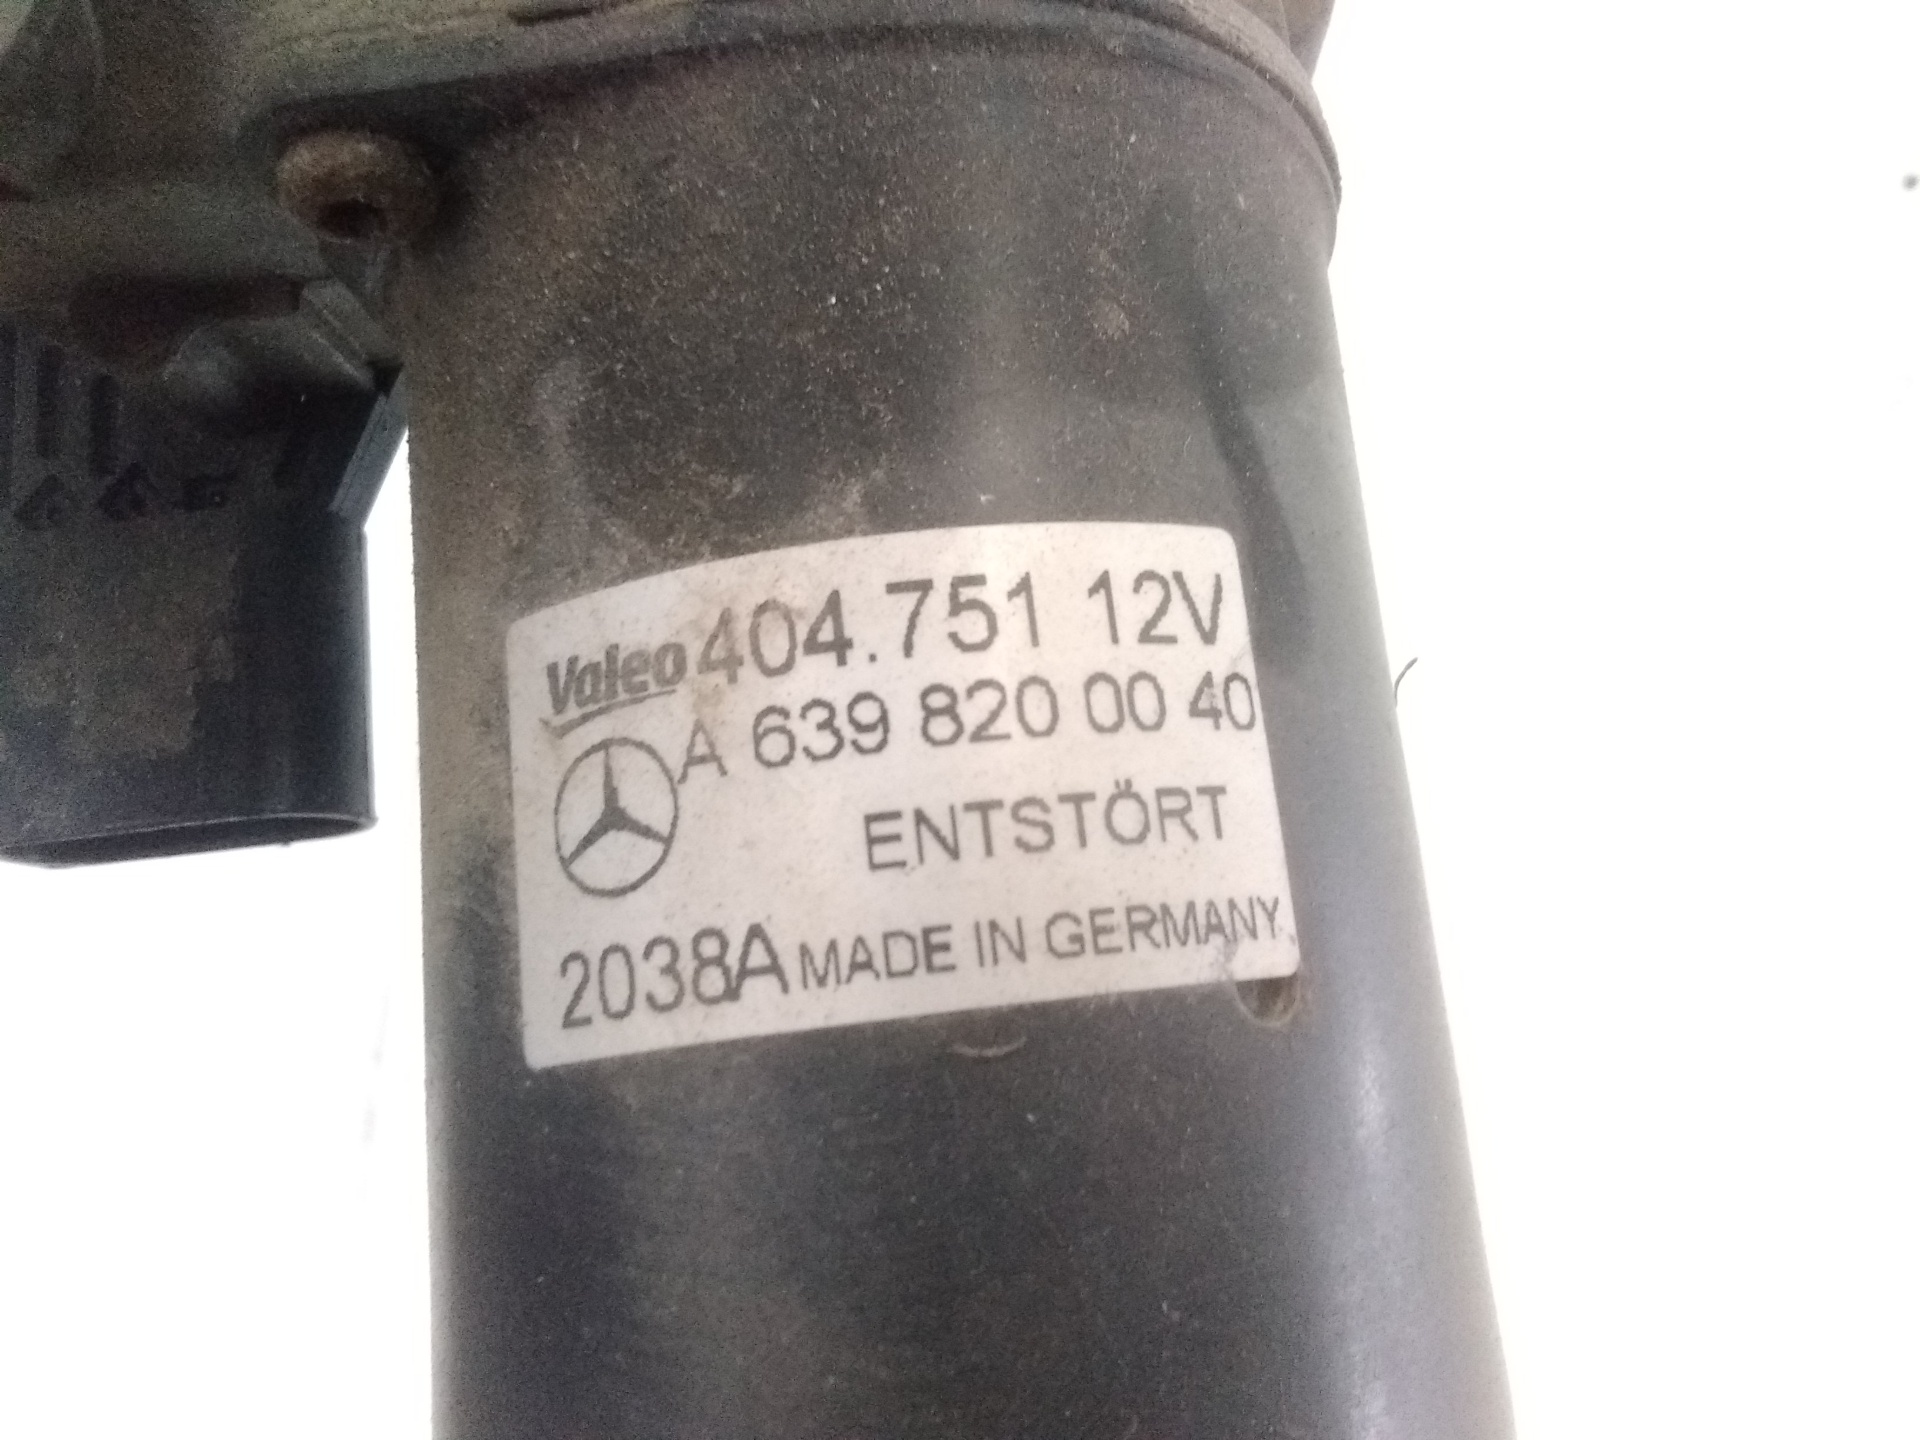 Valeo 404.751 12V
A 639 820 00 40
ENTSTÖRT
2038A MADE IN GERMANY